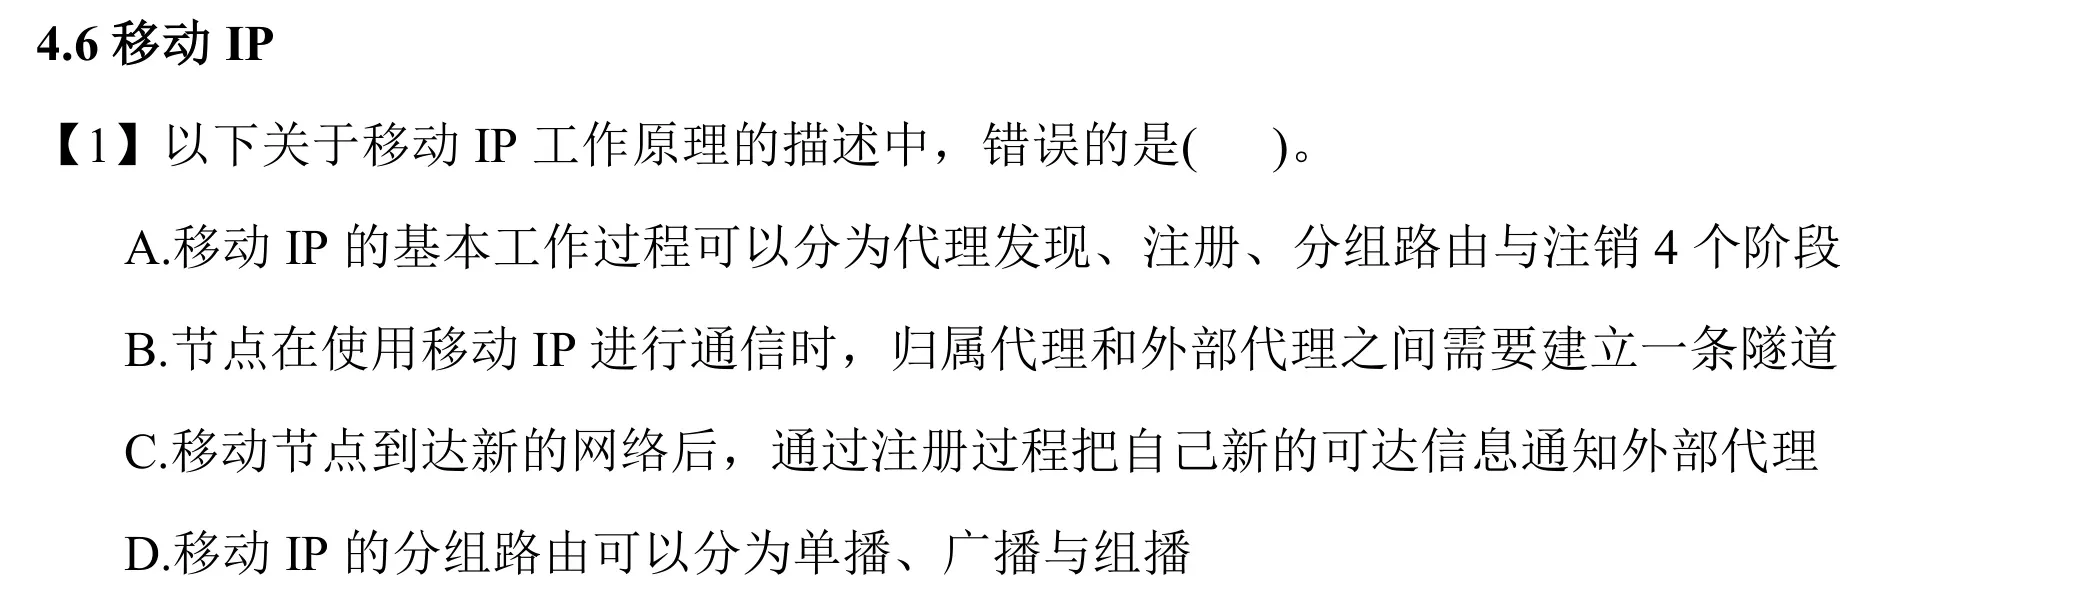 4.6 移动 IP
【1】以下关于移动 IP 工作原理的描述中，错误的是(     )。
A.移动 IP 的基本工作过程可以分为代理发现、注册、分组路由与注销 4 个阶段
B.节点在使用移动 IP 进行通信时，归属代理和外部代理之间需要建立一条隧道
C.移动节点到达新的网络后，通过注册过程把自己新的可达信息通知外部代理
D.移动 IP 的分组路由可以分为单播、广播与组播